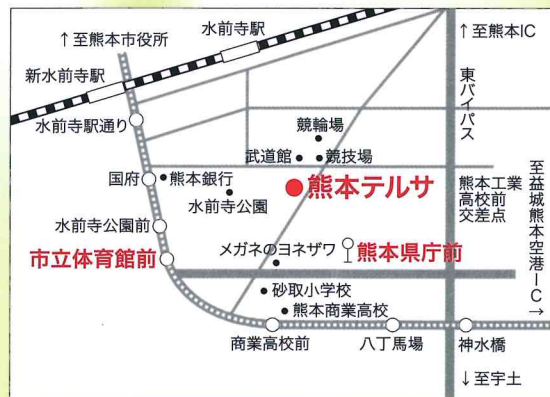 水前寺駅
↑至熊本市役所
↑至熊本IC
新水前寺駅
東バイパス
水前寺駅通り
競輪場
武道館
競技場
国府
熊本銀行
水前寺公園
熊本テルサ
熊本工業
高校前
交差点
至益城熊本空港IC→
水前寺公園前
メガネのヨネザワ
熊本県庁前
市立体育館前
砂取小学校
熊本商業高校
商業高校前
八丁馬場
神水橋
↓至宇土